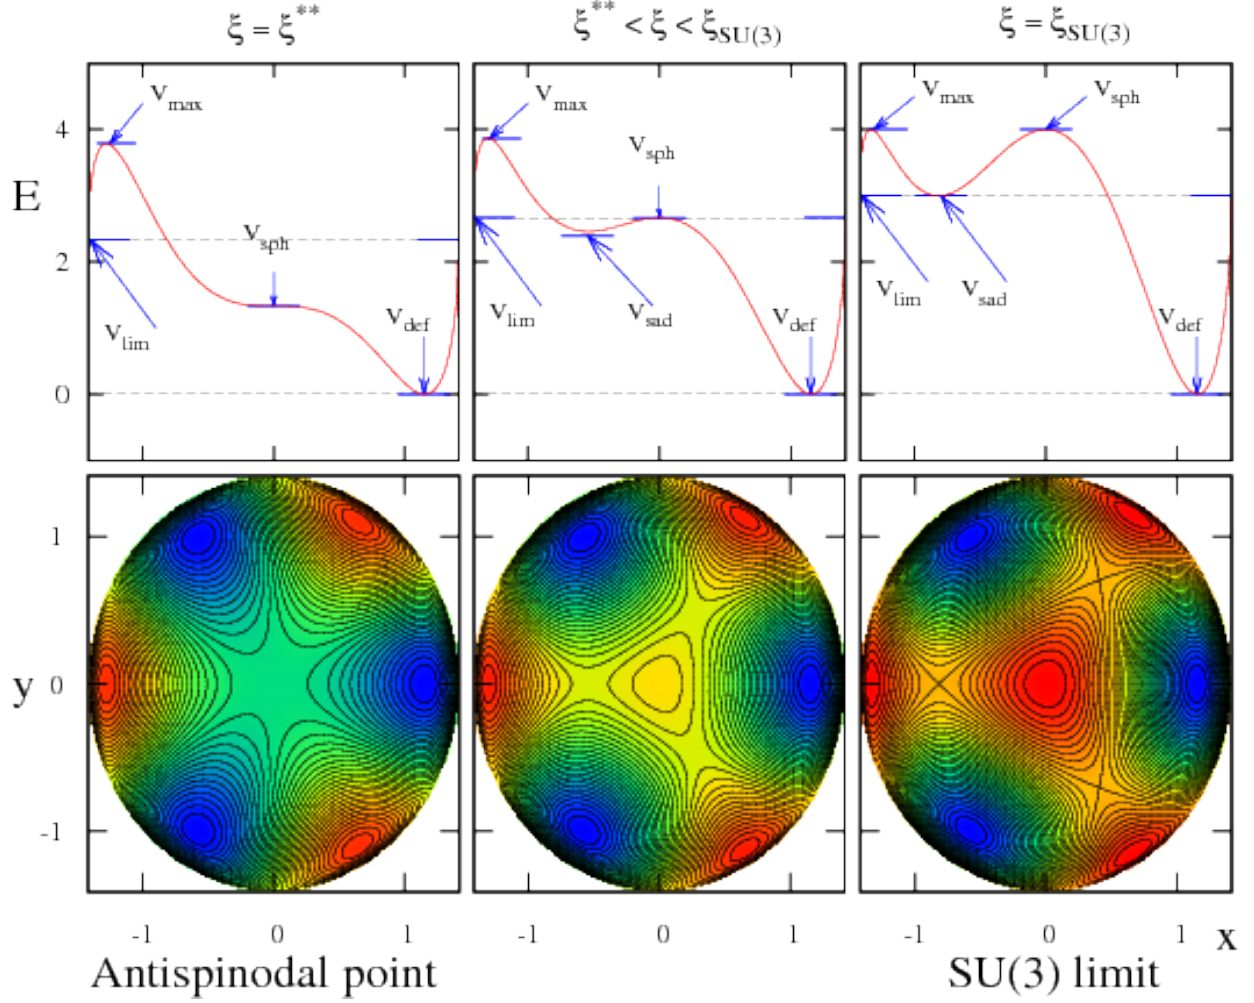 ξ = ξ**
ξ** < ξ < ξSU(3)
ξ = ξSU(3)
Vmax
Vsph
Vlim
Vdef
Vmax
Vsph
Vlim
Vsad
Vdef
Vmax
Vsph
Vlim
Vsad
Vdef
E
4
2
0
y
1
0
-1
-1 0 1
-1 0 1
-1 0 1 x
Antispinodal point
SU(3) limit